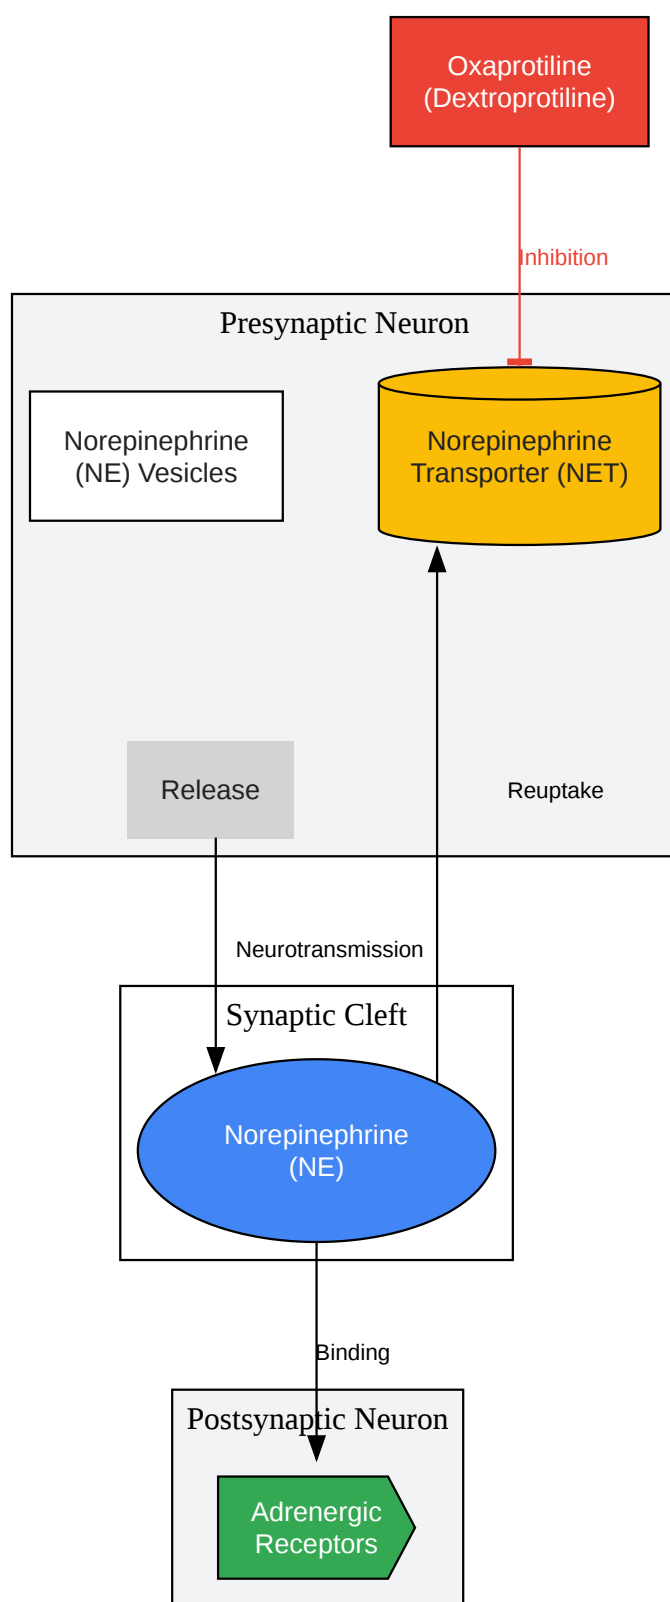 Oxaprotiline
(Dextroprotiline)
Inhibition
Presynaptic Neuron
Norepinephrine
(NE) Vesicles
Norepinephrine
Transporter (NET)
Release
Reuptake
Neurotransmission
Synaptic Cleft
Norepinephrine
(NE)
Binding
Postsynaptic Neuron
Adrenergic
Receptors